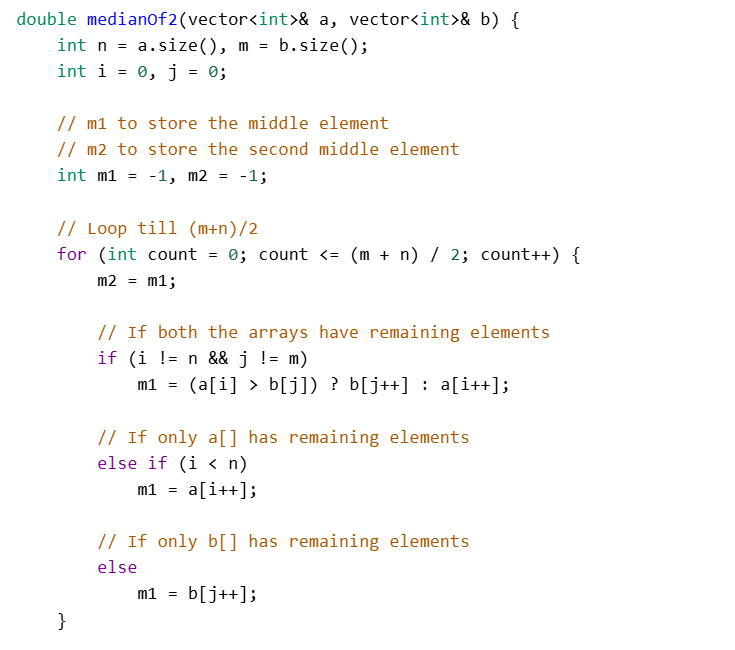 double medianOf2(vector<int>& a, vector<int>& b) {
    int n = a.size(), m = b.size();
    int i = 0, j = 0;

    // m1 to store the middle element
    // m2 to store the second middle element
    int m1 = -1, m2 = -1;

    // Loop till (m+n)/2
    for (int count = 0; count <= (m + n) / 2; count++) {
        m2 = m1;

        // If both the arrays have remaining elements
        if (i != n && j != m)
            m1 = (a[i] > b[j]) ? b[j++] : a[i++];

        // If only a[] has remaining elements
        else if (i < n)
            m1 = a[i++];

        // If only b[] has remaining elements
        else
            m1 = b[j++];
    }